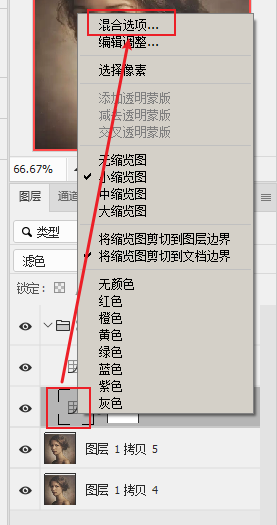 混合选项...
编辑调整...
选择像素
添加透明蒙版
减去透明蒙版
交叉透明蒙版
无缩览图
小缩览图
中缩览图
大缩览图
将缩览图剪切到图层边界
将缩览图剪切到文档边界
无颜色
红色
橙色
黄色
绿色
蓝色
紫色
灰色
66.67%
图层 通道
类型
滤色
锁定:
图层 1 拷贝 5
图层 1 拷贝 4